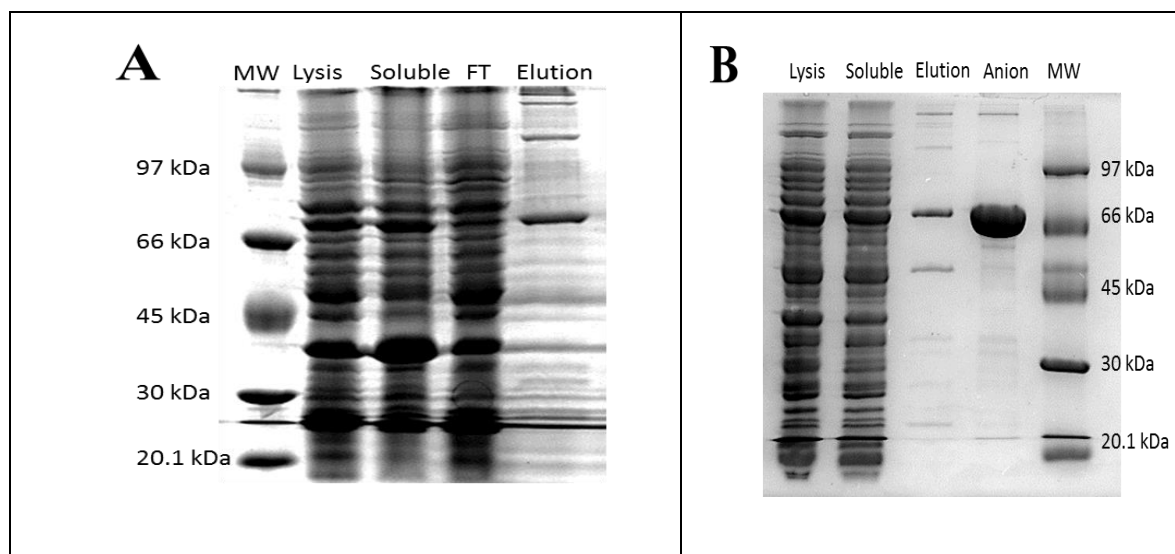 A
MW Lysis Soluble FT Elution
97 kDa
66 kDa
45 kDa
30 kDa
20.1 kDa
B
Lysis Soluble Elution Anion MW
97 kDa
66 kDa
45 kDa
30 kDa
20.1 kDa